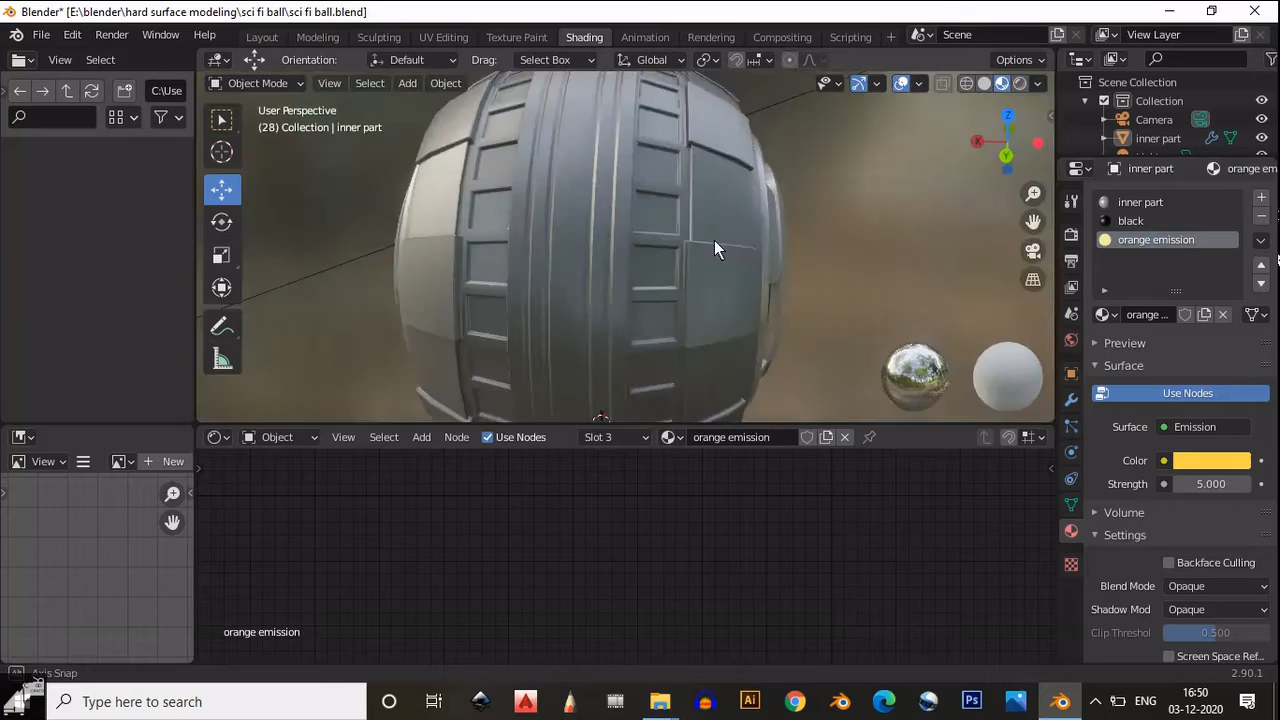 Blender* [E:\blender\hard surface modeling\sci fi ball\sci fi ball.blend]
File Edit Render Window Help Layout Modeling Sculpting UV Editing Texture Paint Shading Animation Rendering Compositing Scripting Scene View Layer
View Select Orientation: Default Drag: Select Box Global Options
C:\Use Object Mode View Select Add Object Scene Collection
Collection
User Perspective
(28) Collection | inner part
Camera
inner part
X Y Z
inner part orange em
inner part
black
orange emission
orange ...
Preview
Surface
Use Nodes
Surface Emission
Color
Strength 5.000
Volume
Settings
Backface Culling
Blend Mode Opaque
Shadow Mod Opaque
Clip Threshol 0.500
Screen Space Ref...
Object View Select Add Node Use Nodes Slot 3 orange emission
View New
orange emission
Axis Snap 2.90.1
Type here to search
Ai Ps ENG 16:50
03-12-2020